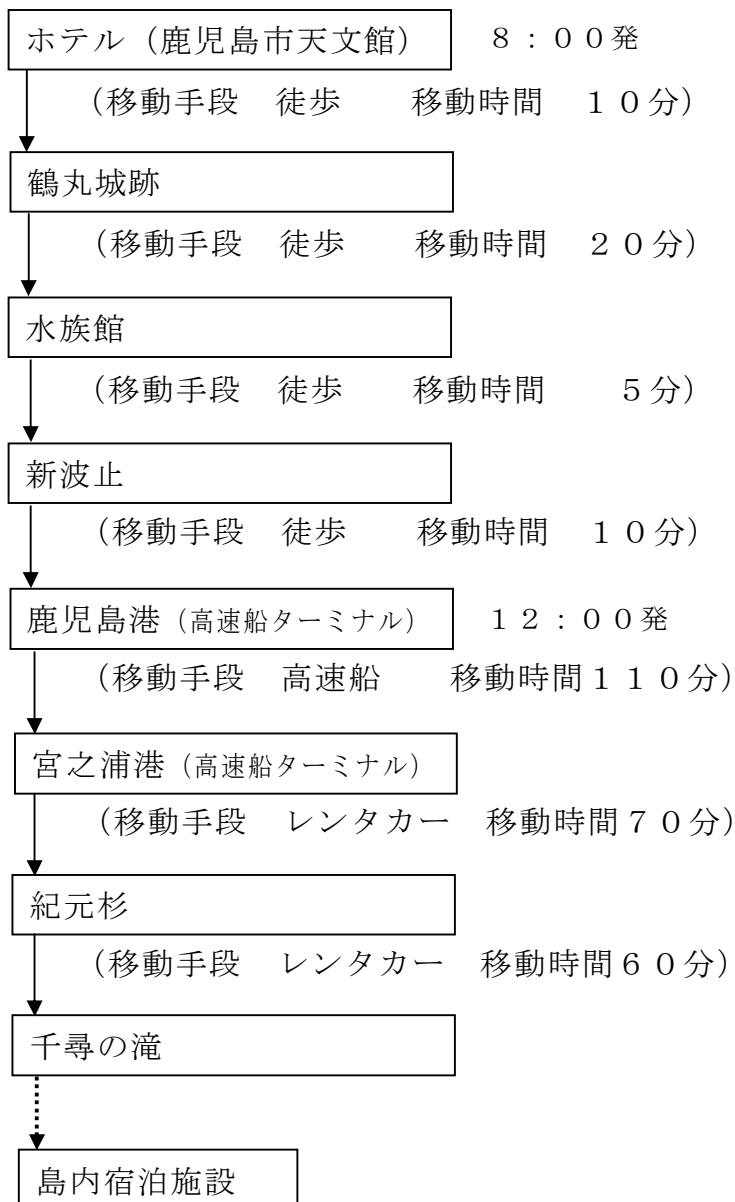 ホテル（鹿児島市天文館）　８：００発
（移動手段　徒歩　　移動時間　１０分）
鶴丸城跡
（移動手段　徒歩　　移動時間　２０分）
水族館
（移動手段　徒歩　　移動時間　　５分）
新波止
（移動手段　徒歩　　移動時間　１０分）
鹿児島港（高速船ターミナル）　１２：００発
（移動手段　高速船　　移動時間１１０分）
宮之浦港（高速船ターミナル）
（移動手段　レンタカー　移動時間７０分）
紀元杉
（移動手段　レンタカー　移動時間６０分）
千尋の滝
島内宿泊施設